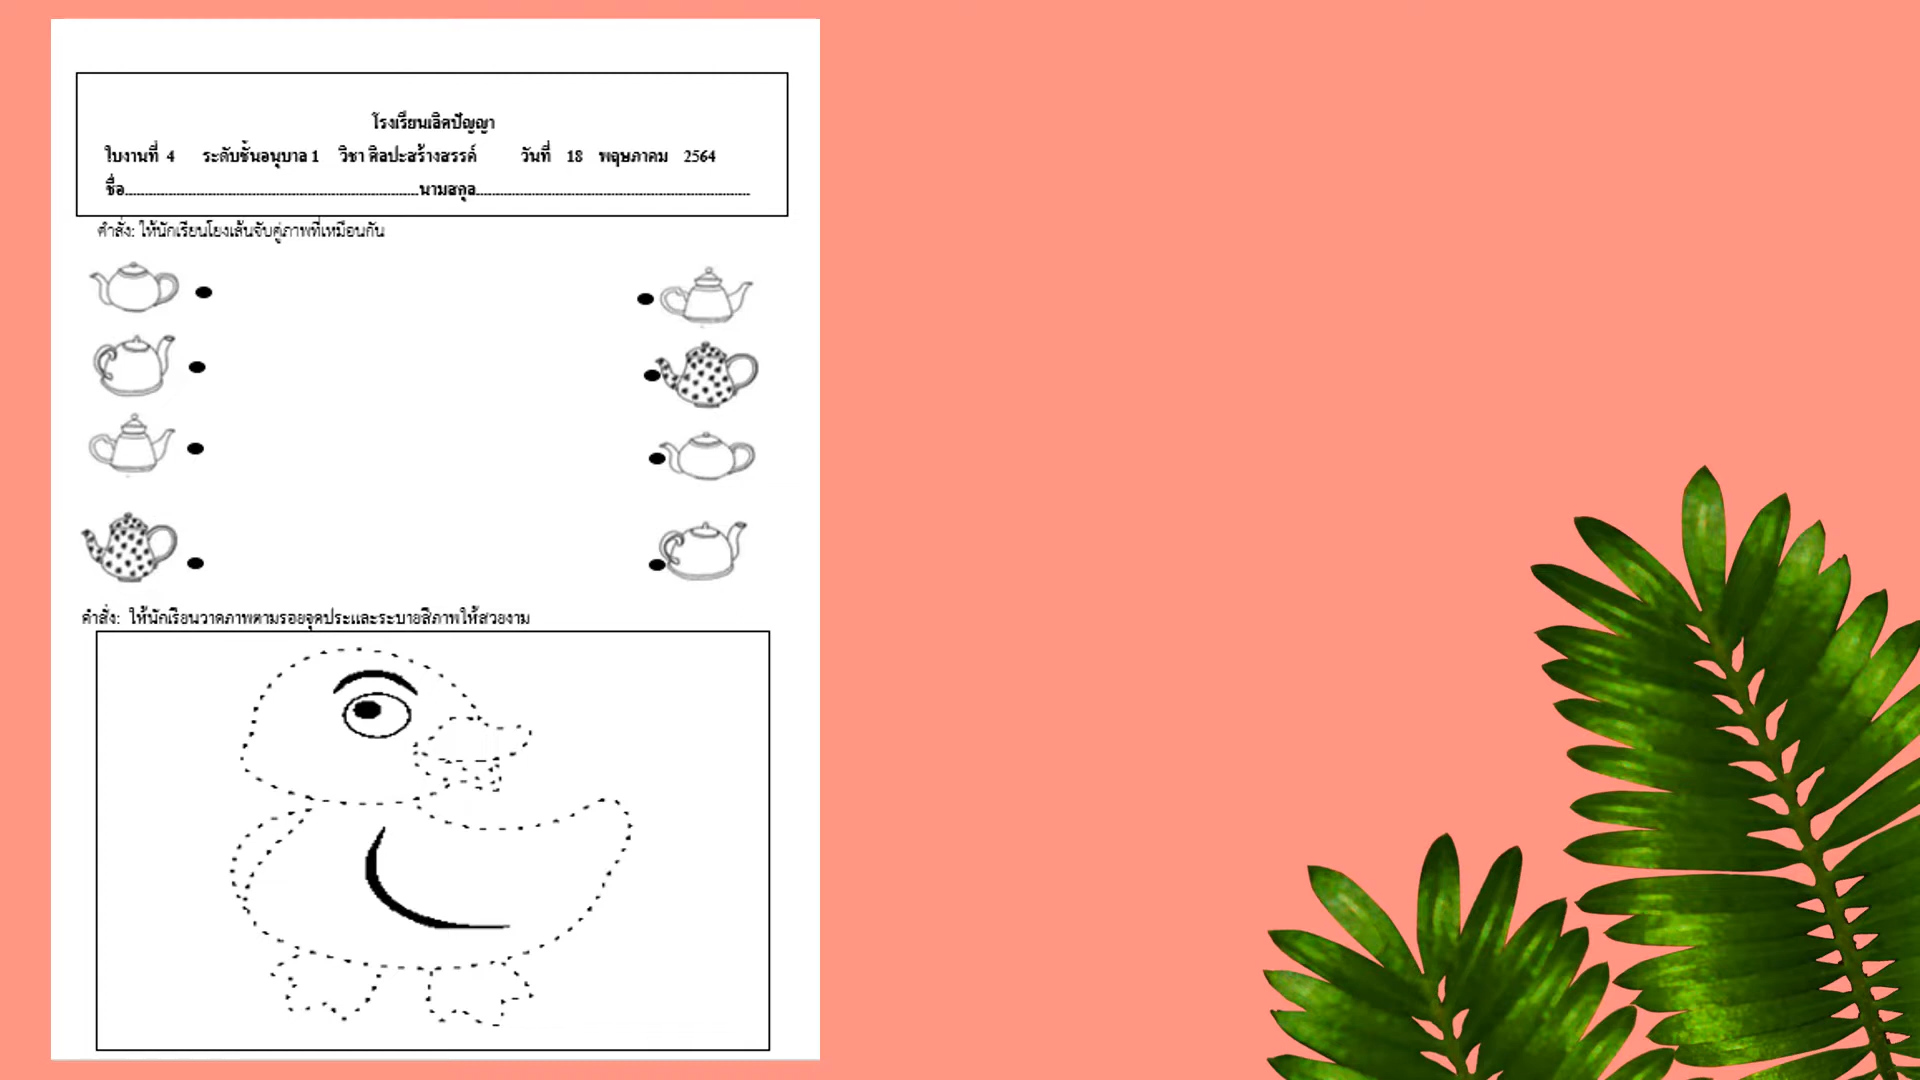 โรงเรียนเลิศปัญญา
ใบงานที่ 4 ระดับชั้นอนุบาล 1 วิชา ศิลปะสร้างสรรค์ วันที่ 18 พฤษภาคม 2564
ชื่อ..........................................................................นามสกุล.....................................................................
คำสั่ง: ให้นักเรียนโยงเส้นจับคู่ภาพที่เหมือนกัน
คำสั่ง: ให้นักเรียนวาดภาพตามรอยจุดประและระบายสีภาพให้สวยงาม